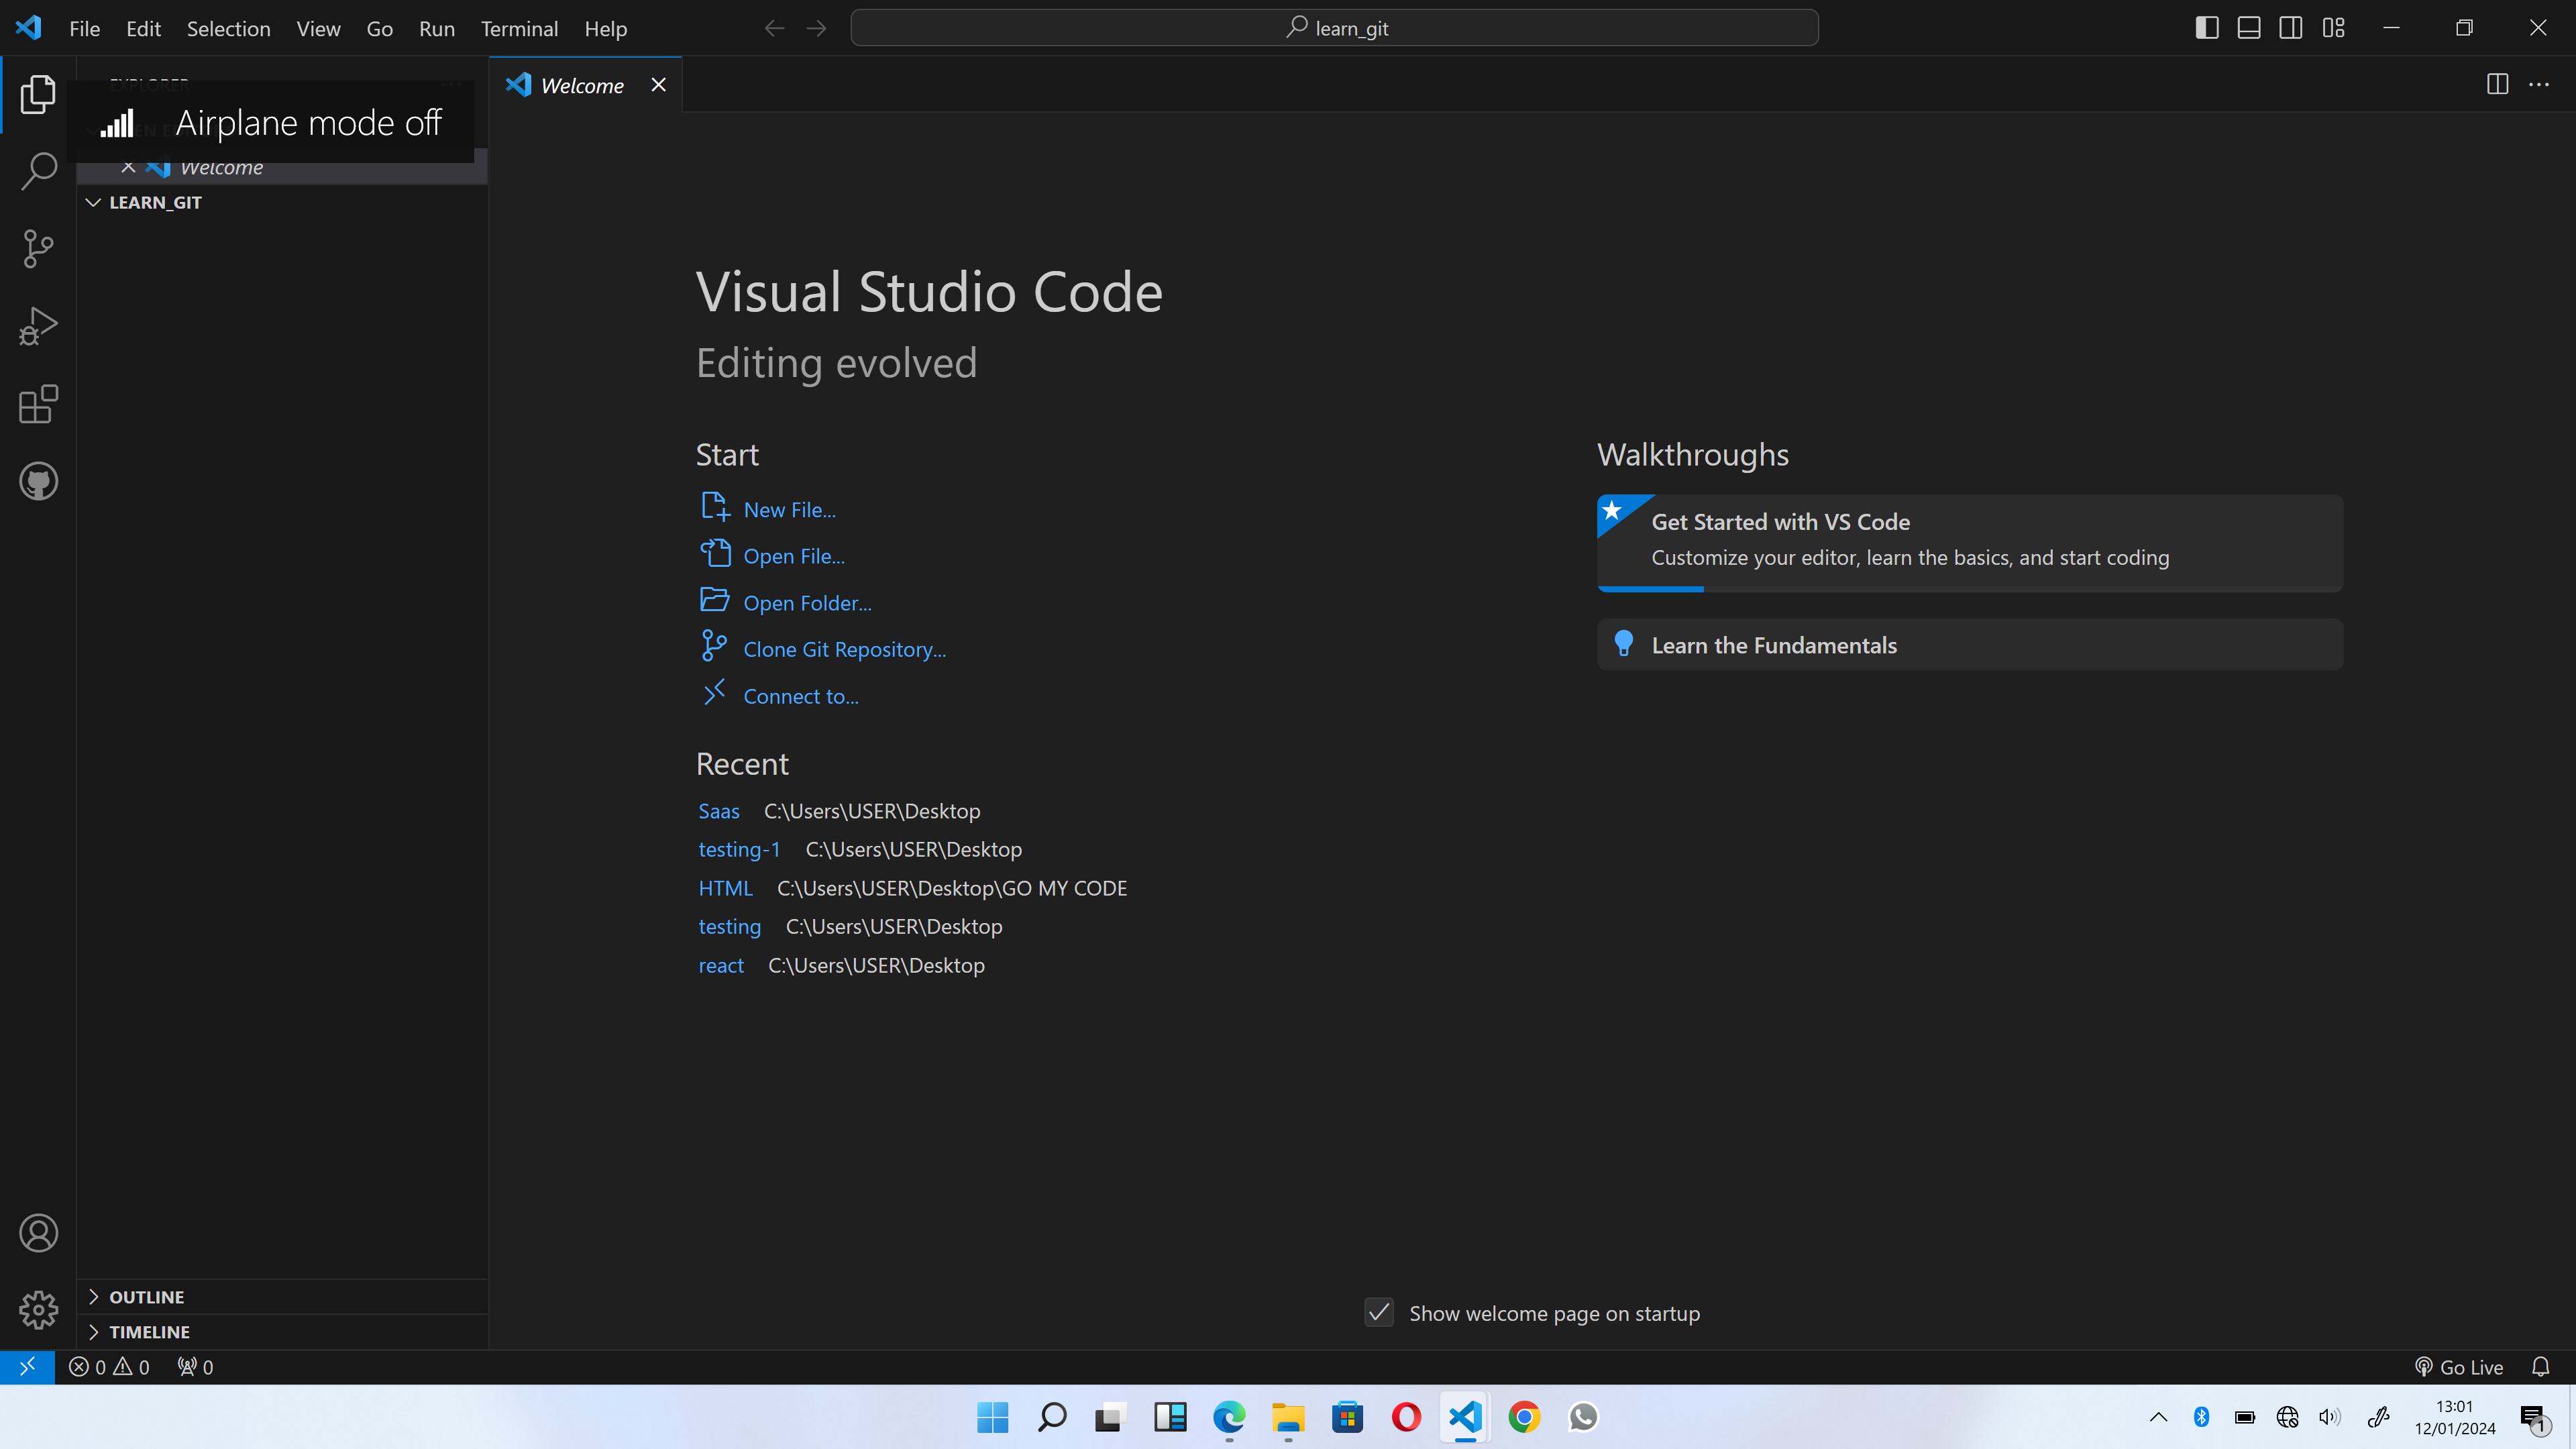 File Edit Selection View Go Run Terminal Help
learn_git
EXPLORER
Airplane mode off
Welcome
LEARN_GIT
OUTLINE
TIMELINE
Welcome
Visual Studio Code
Editing evolved
Start
New File...
Open File...
Open Folder...
Clone Git Repository...
Connect to...
Recent
Saas C:\Users\USER\Desktop
testing-1 C:\Users\USER\Desktop
HTML C:\Users\USER\Desktop\GO MY CODE
testing C:\Users\USER\Desktop
react C:\Users\USER\Desktop
Walkthroughs
Get Started with VS Code
Customize your editor, learn the basics, and start coding
Learn the Fundamentals
Show welcome page on startup
0 0 0
Go Live
13:01
12/01/2024
1